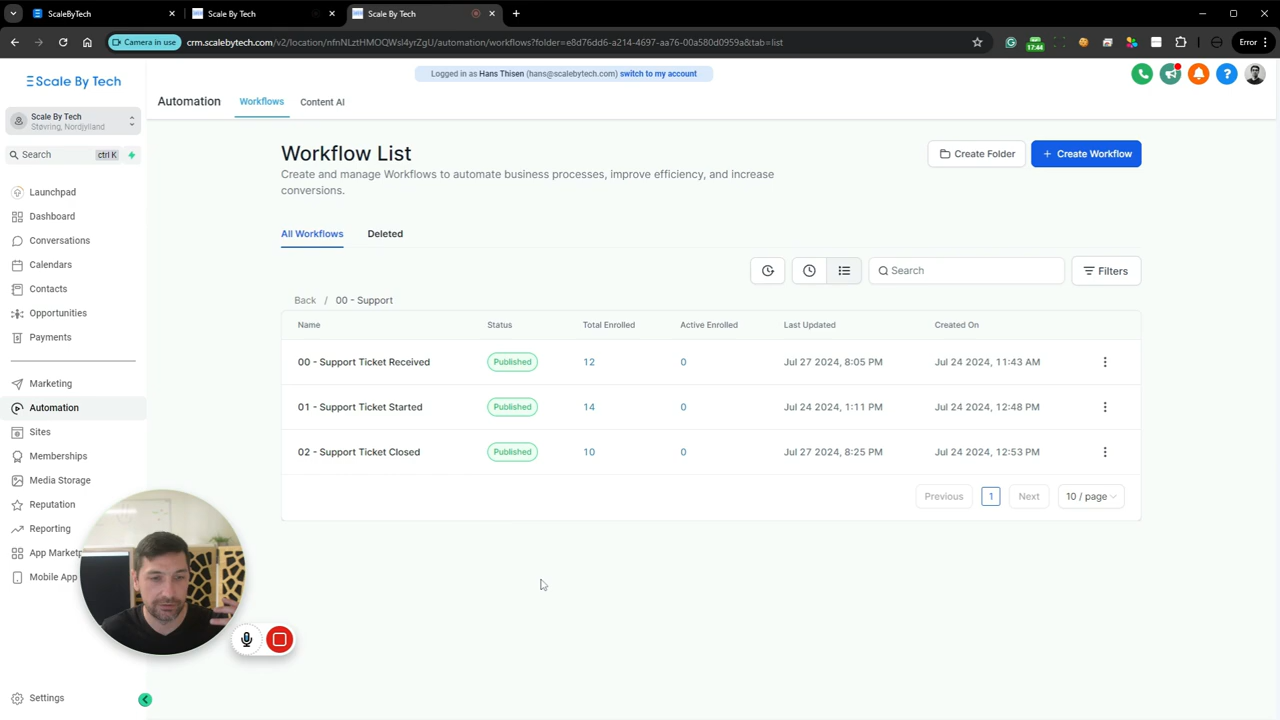 ScaleByTech
Scale By Tech
Scale By Tech
Camera in use
crm.scalebytech.com/v2/location/nfnNLztHMOQWsl4yrZgU/automation/workflows?folder=e8d76dd6-a214-4697-aa76-00a580d0959a&tab=list
17:44
Error
Scale By Tech
Logged in as Hans Thisen (hans@scalebytech.com) switch to my account
Automation
Workflows
Content AI
Scale By Tech
Støvring, Nordjylland
Search
ctrl K
Launchpad
Dashboard
Conversations
Calendars
Contacts
Opportunities
Payments
Marketing
Automation
Sites
Memberships
Media Storage
Reputation
Reporting
App Marketp
Mobile App
Settings
Workflow List
Create Folder
+ Create Workflow
Create and manage Workflows to automate business processes, improve efficiency, and increase
conversions.
All Workflows
Deleted
Search
Filters
Back / 00 - Support
Name Status Total Enrolled Active Enrolled Last Updated Created On
00 - Support Ticket Received Published 12 0 Jul 27 2024, 8:05 PM Jul 24 2024, 11:43 AM
01 - Support Ticket Started Published 14 0 Jul 24 2024, 1:11 PM Jul 24 2024, 12:48 PM
02 - Support Ticket Closed Published 10 0 Jul 27 2024, 8:25 PM Jul 24 2024, 12:53 PM
Previous 1 Next 10 / page